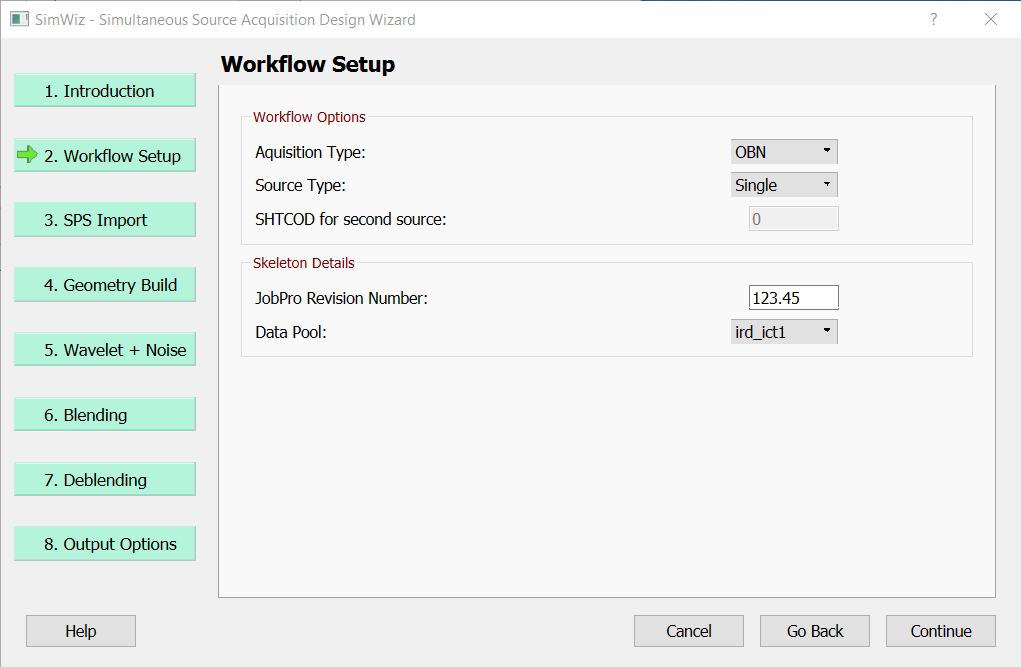 SimWiz - Simultaneous Source Acquisition Design Wizard ?
Workflow Setup
1. Introduction
2. Workflow Setup
3. SPS Import
4. Geometry Build
5. Wavelet + Noise
6. Blending
7. Deblending
8. Output Options
Workflow Options
Aquisition Type: OBN
Source Type: Single
SHTCOD for second source: 0
Skeleton Details
JobPro Revision Number: 123.45
Data Pool: ird_ict1
Help Cancel Go Back Continue